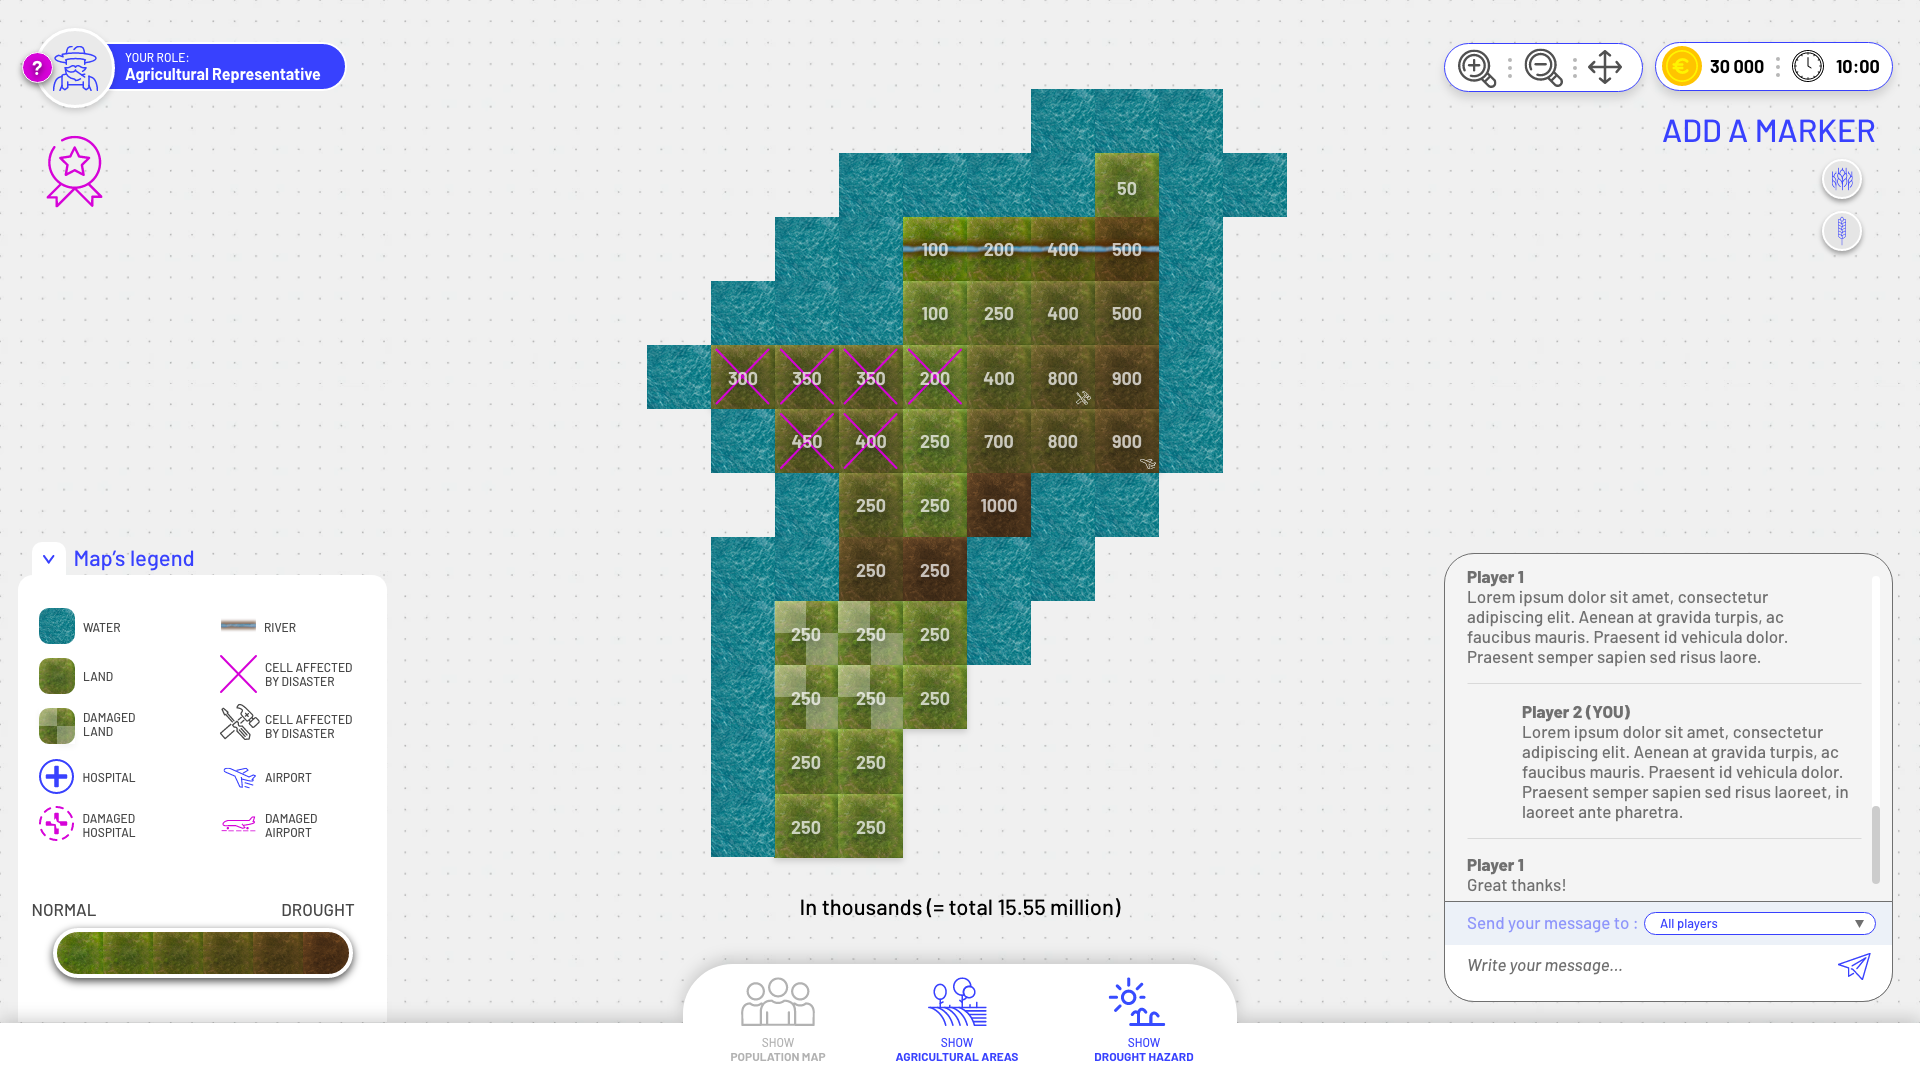 YOUR ROLE:
Agricultural Representative
?
30 000
10:00
ADD A MARKER
50
100 200 400 500
100 250 400 500
300 350 350 200 400 800 900
450 400 250 700 800 900
250 250 1000
250 250
250 250 250
250 250 250
250 250
250 250
In thousands (= total 15.55 million)
Map’s legend
WATER
RIVER
LAND
CELL AFFECTED
BY DISASTER
DAMAGED
LAND
CELL AFFECTED
BY DISASTER
HOSPITAL
AIRPORT
DAMAGED
HOSPITAL
DAMAGED
AIRPORT
NORMAL
DROUGHT
Player 1
Lorem ipsum dolor sit amet, consectetur
adipiscing elit. Aenean at gravida turpis, ac
faucibus mauris. Praesent id vehicula dolor.
Praesent semper sapien sed risus laore.
Player 2 (YOU)
Lorem ipsum dolor sit amet, consectetur
adipiscing elit. Aenean at gravida turpis, ac
faucibus mauris. Praesent id vehicula dolor.
Praesent semper sapien sed risus laoreet, in
laoreet ante pharetra.
Player 1
Great thanks!
Send your message to :
All players
Write your message...
SHOW
POPULATION MAP
SHOW
AGRICULTURAL AREAS
SHOW
DROUGHT HAZARD